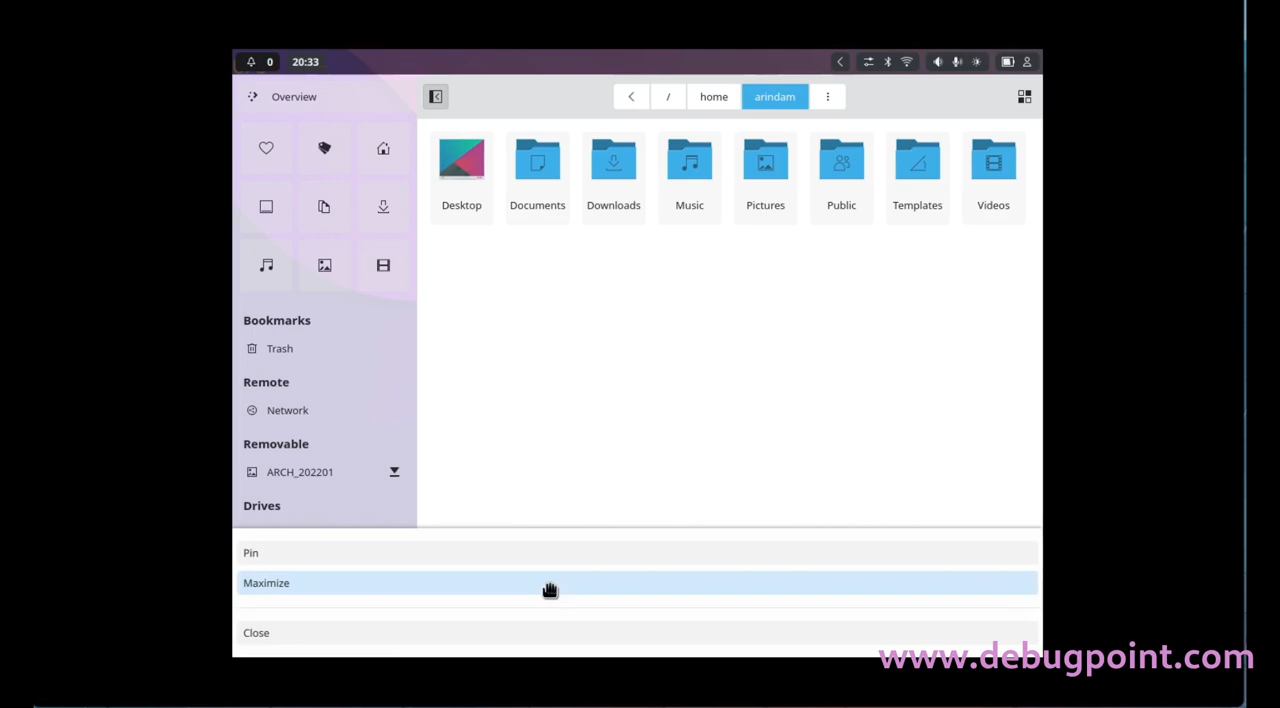 0 20:33
Overview
/ home arindam
Desktop Documents Downloads Music Pictures Public Templates Videos
Bookmarks
Trash
Remote
Network
Removable
ARCH_202201
Drives
Pin
Maximize
Close
www.debugpoint.com